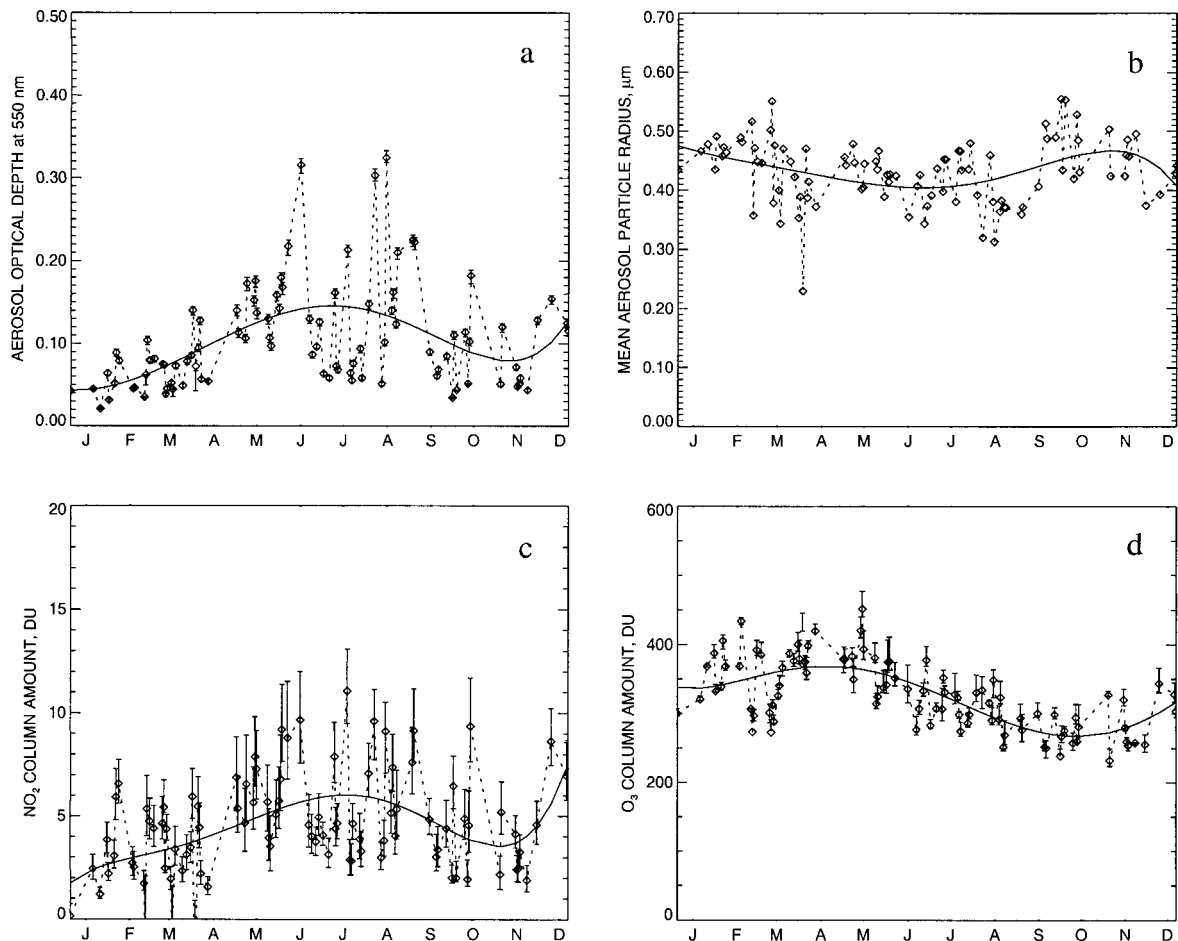 a
AEROSOL OPTICAL DEPTH at 550 nm
0.50
0.40
0.30
0.20
0.10
0.00
J F M A M J J A S O N D
b
MEAN AEROSOL PARTICLE RADIUS, μm
0.70
0.60
0.50
0.40
0.30
0.20
0.10
0.00
J F M A M J J A S O N D
c
NO₂ COLUMN AMOUNT, DU
20
15
10
5
0
J F M A M J J A S O N D
d
O₃ COLUMN AMOUNT, DU
600
400
200
0
J F M A M J J A S O N D